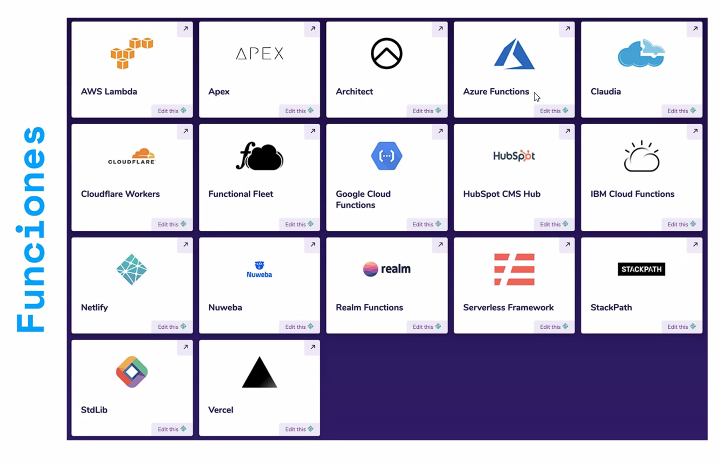 Funciones
AWS Lambda
Edit this
APEX
Apex
Edit this
Architect
Edit this
Azure Functions
Edit this
Claudia
Edit this
CLOUDFLARE
Cloudflare Workers
Edit this
Functional Fleet
Edit this
Google Cloud
Functions
Edit this
HubSpot
HubSpot CMS Hub
Edit this
IBM Cloud Functions
Edit this
Netlify
Edit this
Nuweba
Nuweba
Edit this
realm
Realm Functions
Edit this
Serverless Framework
Edit this
STACKPATH
StackPath
Edit this
StdLib
Edit this
Vercel
Edit this